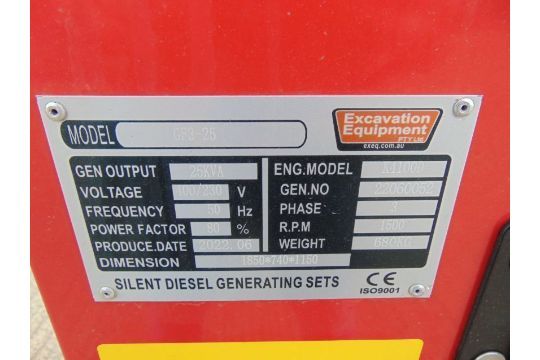 MODEL GF3-25
Excavation
Equipment
PTY Ltd
exeq.com.au
GEN OUTPUT 25KVA
VOLTAGE 400/230 V
FREQUENCY 50 Hz
POWER FACTOR 80 %
PRODUCE.DATE 2022.06
DIMENSION 1850*740*1150
ENG.MODEL
GEN.NO 22060052
PHASE 3
R.P.M 1500
WEIGHT 680KG
SILENT DIESEL GENERATING SETS
CE
ISO9001